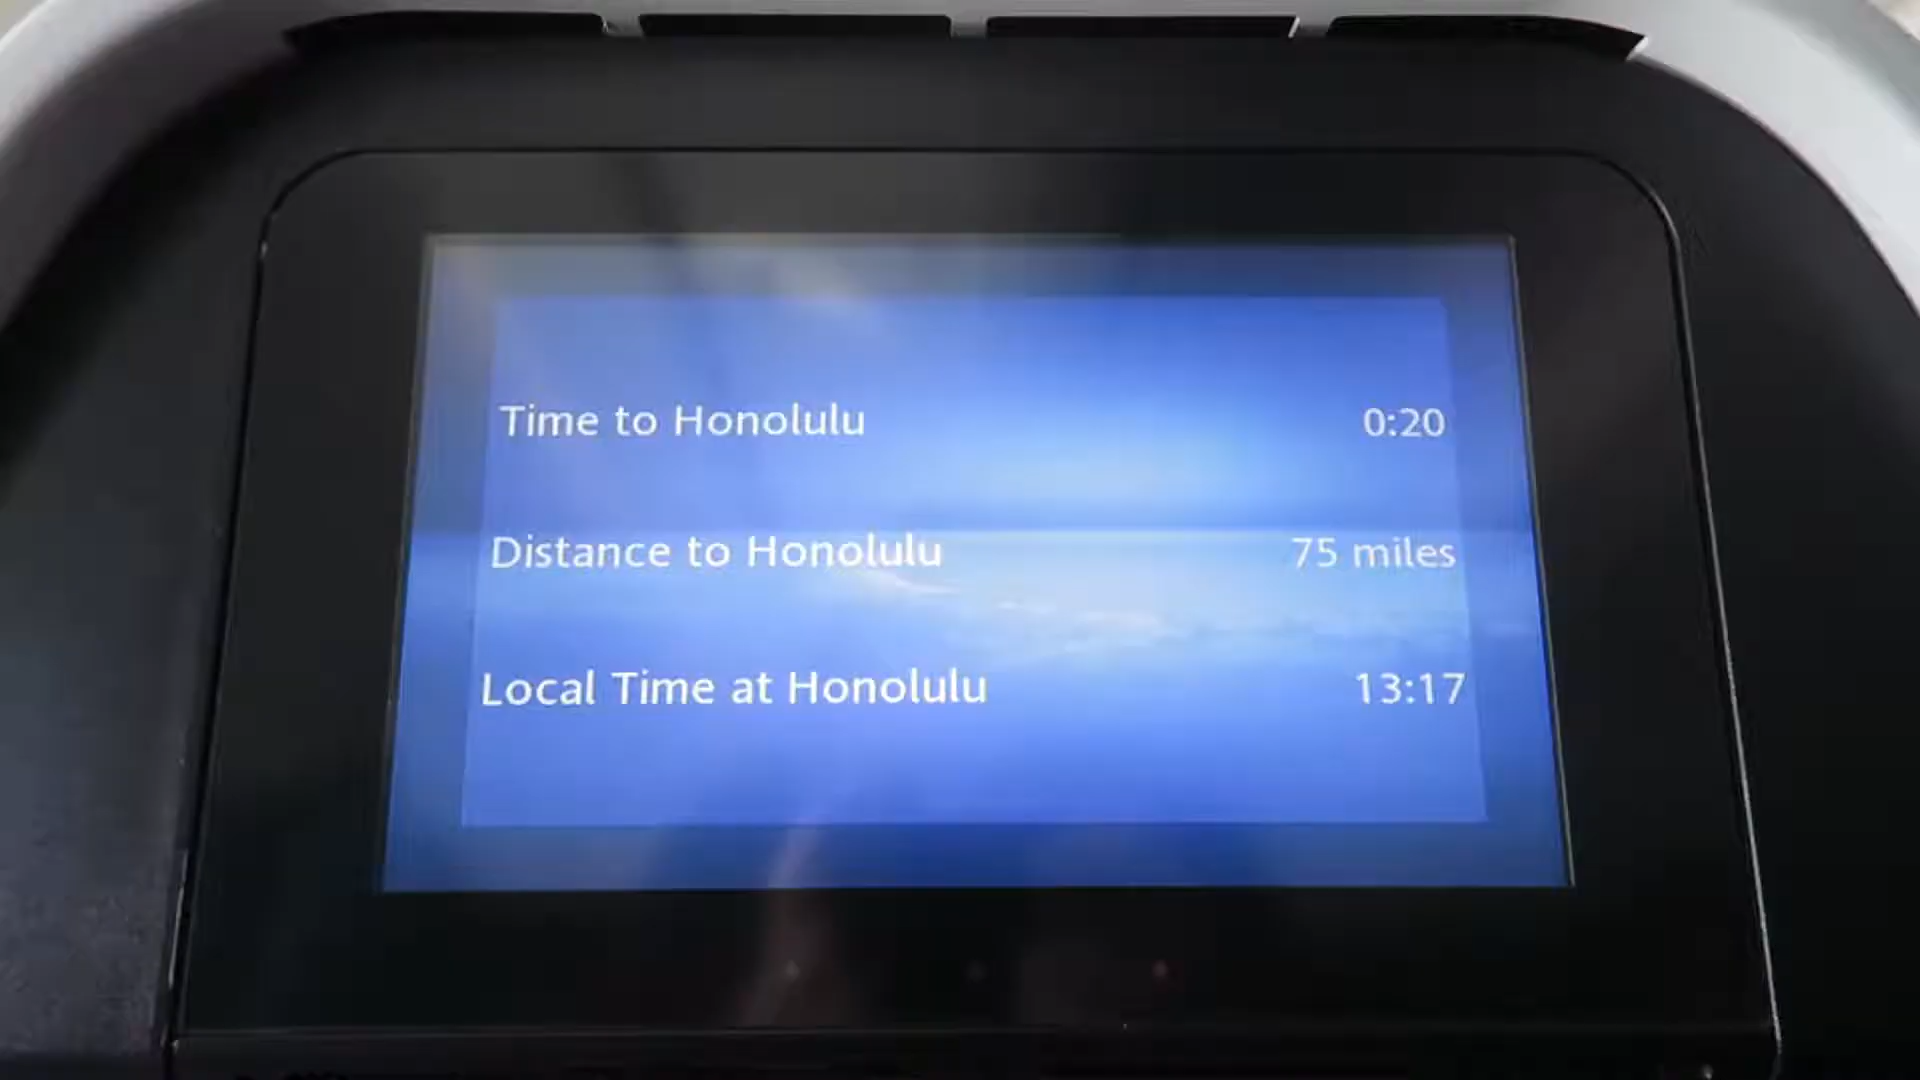 Time to Honolulu 0:20
Distance to Honolulu 75 miles
Local Time at Honolulu 13:17